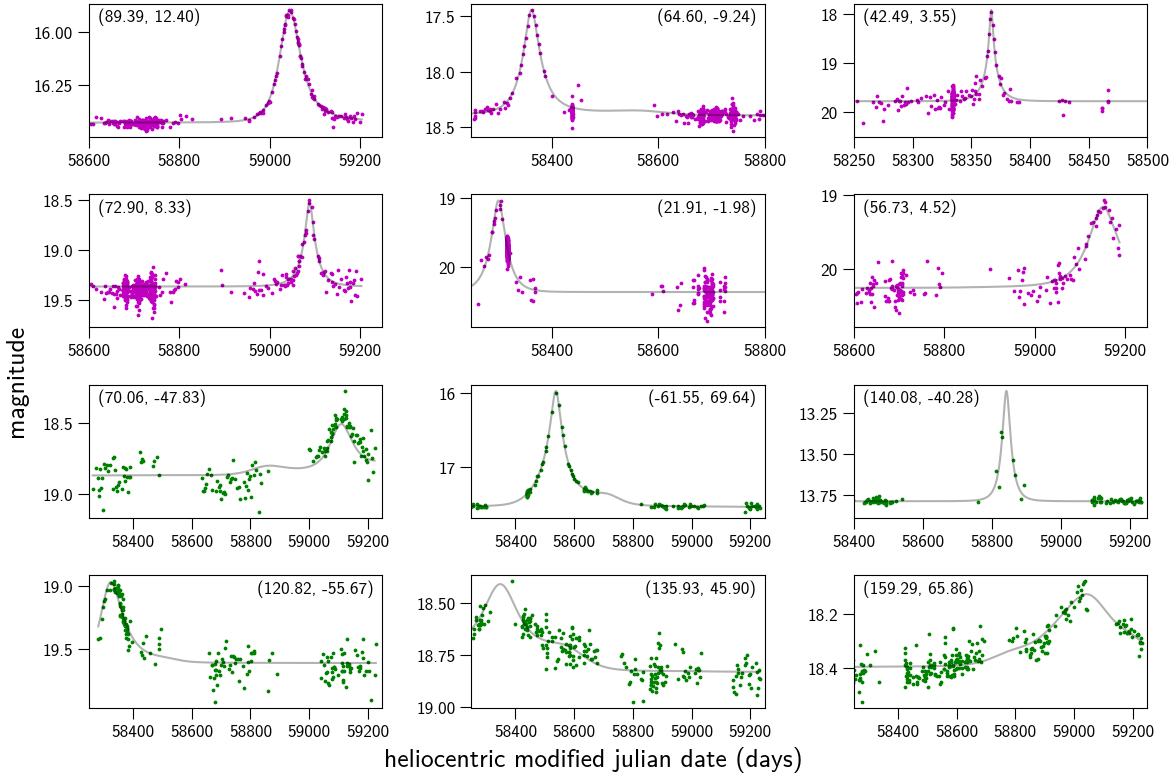 (89.39, 12.40)
16.00
16.25
58600 58800 59000 59200
(64.60, -9.24)
17.5
18.0
18.5
58400 58600 58800
(42.49, 3.55)
18
19
20
58250 58300 58350 58400 58450 58500
(72.90, 8.33)
18.5
19.0
19.5
58600 58800 59000 59200
(21.91, -1.98)
19
20
58400 58600 58800
(56.73, 4.52)
19
20
58600 58800 59000 59200
magnitude
(70.06, -47.83)
18.5
19.0
58400 58600 58800 59000 59200
(-61.55, 69.64)
16
17
58400 58600 58800 59000 59200
(140.08, -40.28)
13.25
13.50
13.75
58400 58600 58800 59000 59200
(120.82, -55.67)
19.0
19.5
58400 58600 58800 59000 59200
(135.93, 45.90)
18.50
18.75
19.00
58400 58600 58800 59000 59200
(159.29, 65.86)
18.2
18.4
58400 58600 58800 59000 59200
heliocentric modified julian date (days)